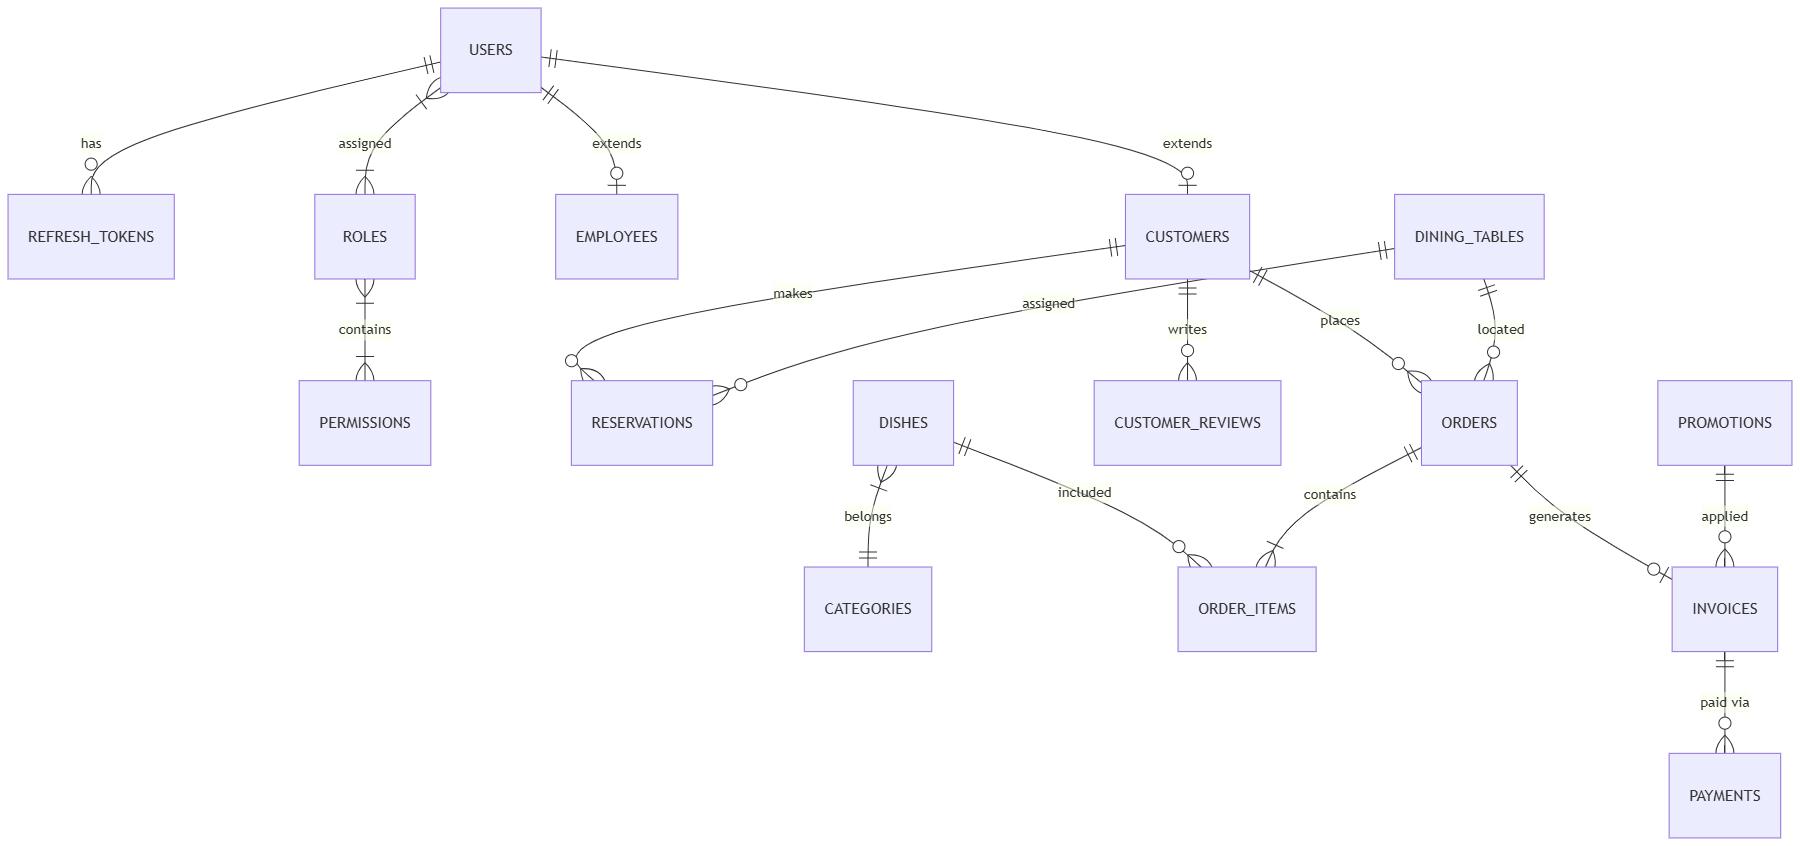 USERS
has
assigned
extends
extends
REFRESH_TOKENS
ROLES
EMPLOYEES
CUSTOMERS
DINING_TABLES
makes
assigned
places
contains
writes
located
PERMISSIONS
RESERVATIONS
DISHES
CUSTOMER_REVIEWS
ORDERS
PROMOTIONS
included
contains
belongs
generates
applied
CATEGORIES
ORDER_ITEMS
INVOICES
paid via
PAYMENTS